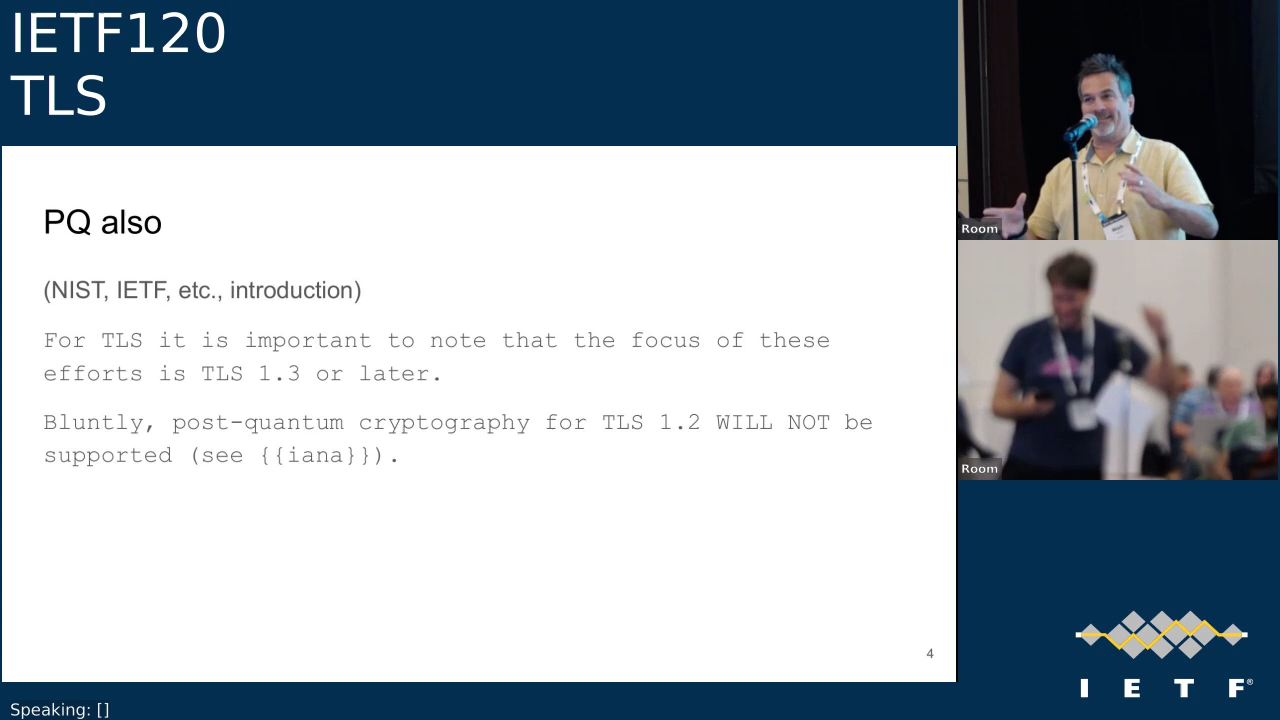 IETF120
TLS
PQ also
(NIST, IETF, etc., introduction)
For TLS it is important to note that the focus of these
efforts is TLS 1.3 or later.
Bluntly, post-quantum cryptography for TLS 1.2 WILL NOT be
supported (see {{iana}}).
4
Room
Room
I E T F®
Speaking: []